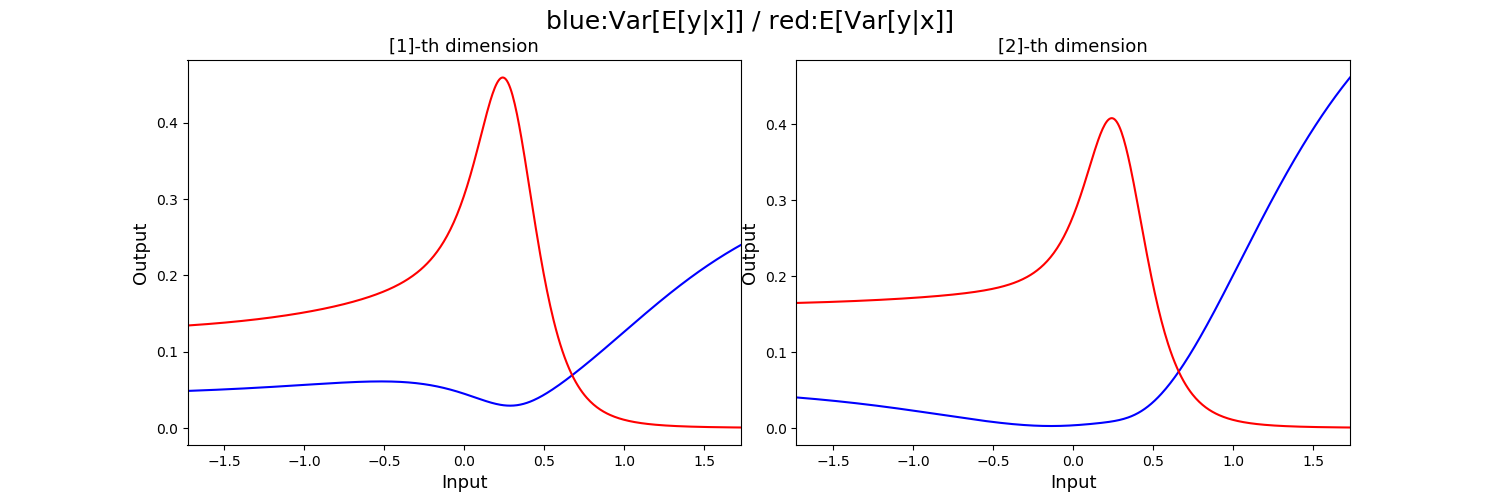 blue:Var[E[y|x]] / red:E[Var[y|x]]
[1]-th dimension
Output
0.4
0.3
0.2
0.1
0.0
−1.5 −1.0 −0.5 0.0 0.5 1.0 1.5
Input
[2]-th dimension
Output
0.4
0.3
0.2
0.1
0.0
−1.5 −1.0 −0.5 0.0 0.5 1.0 1.5
Input